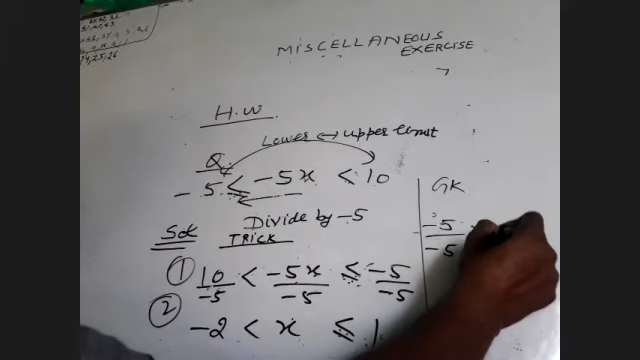 MISCELLANEOUS
EXERCISE
H.W
Lower ↔ upper Const
Q.
- 5 ≤ -5x < 10
GK
Divide by -5
-5
-5
Sol
TRICK
① 10/-5 < -5x/-5 ≤ -5/-5
② -2 < x ≤ 1